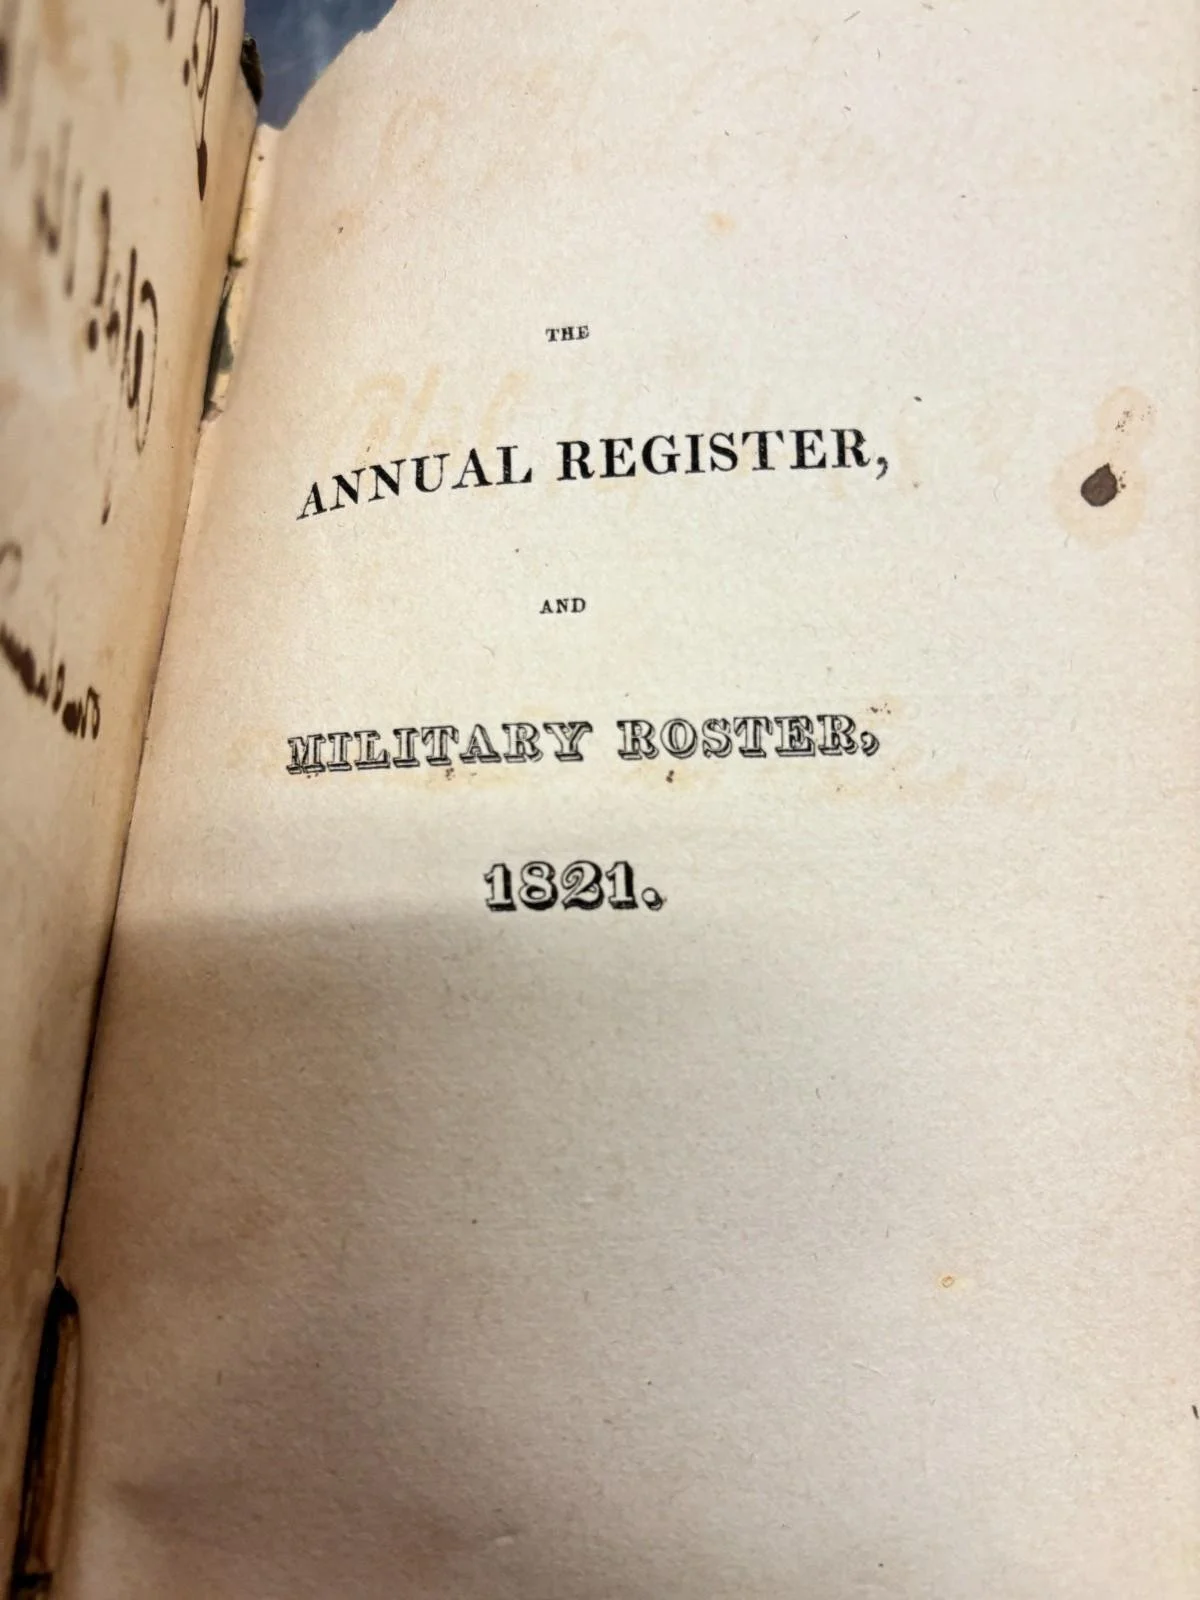 THE
ANNUAL REGISTER,
AND
MILITARY ROSTER,
1821.